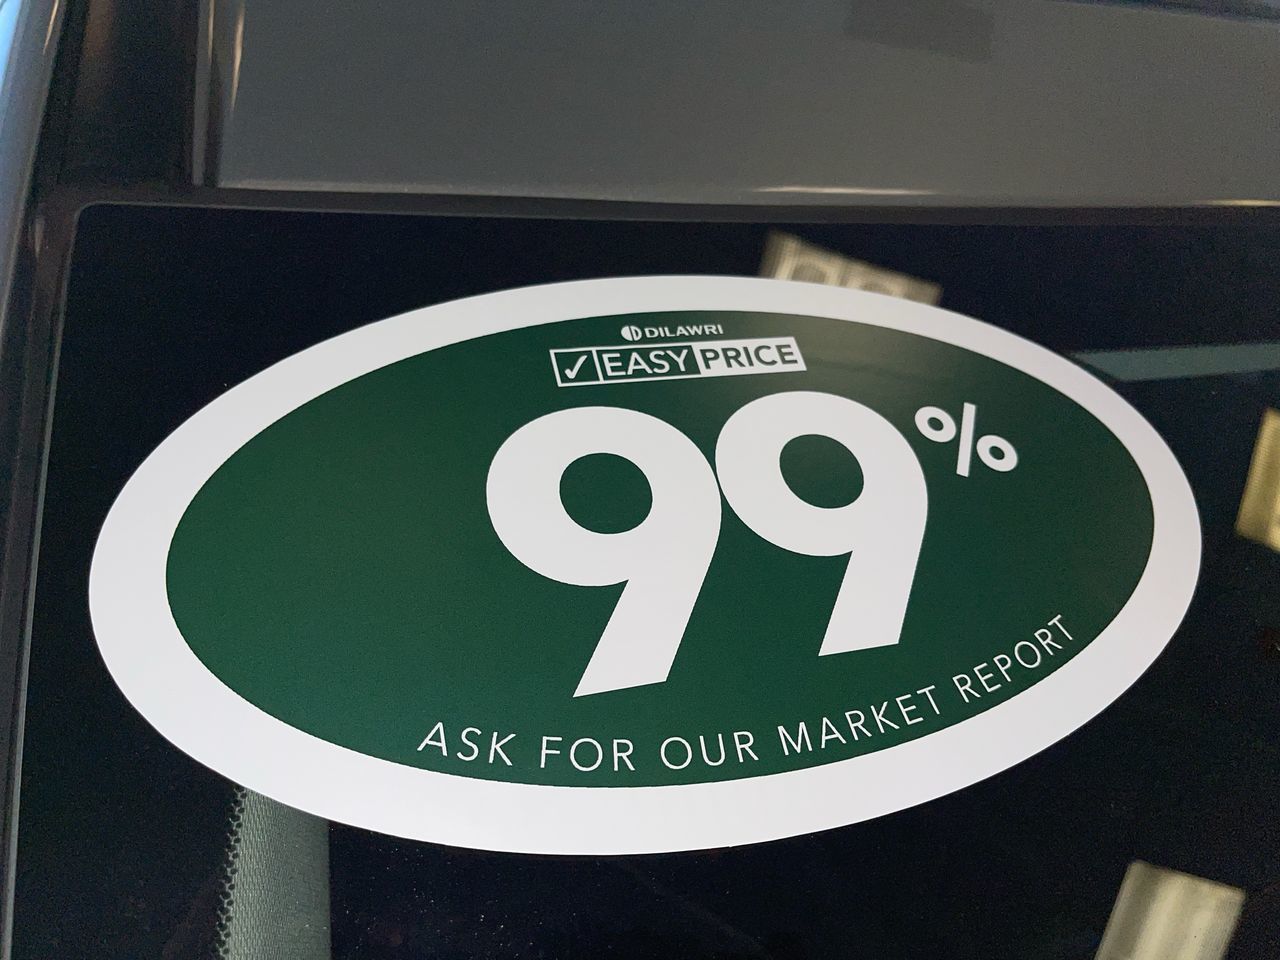 DILAWRI
✓ EASY PRICE
99%
ASK FOR OUR MARKET REPORT